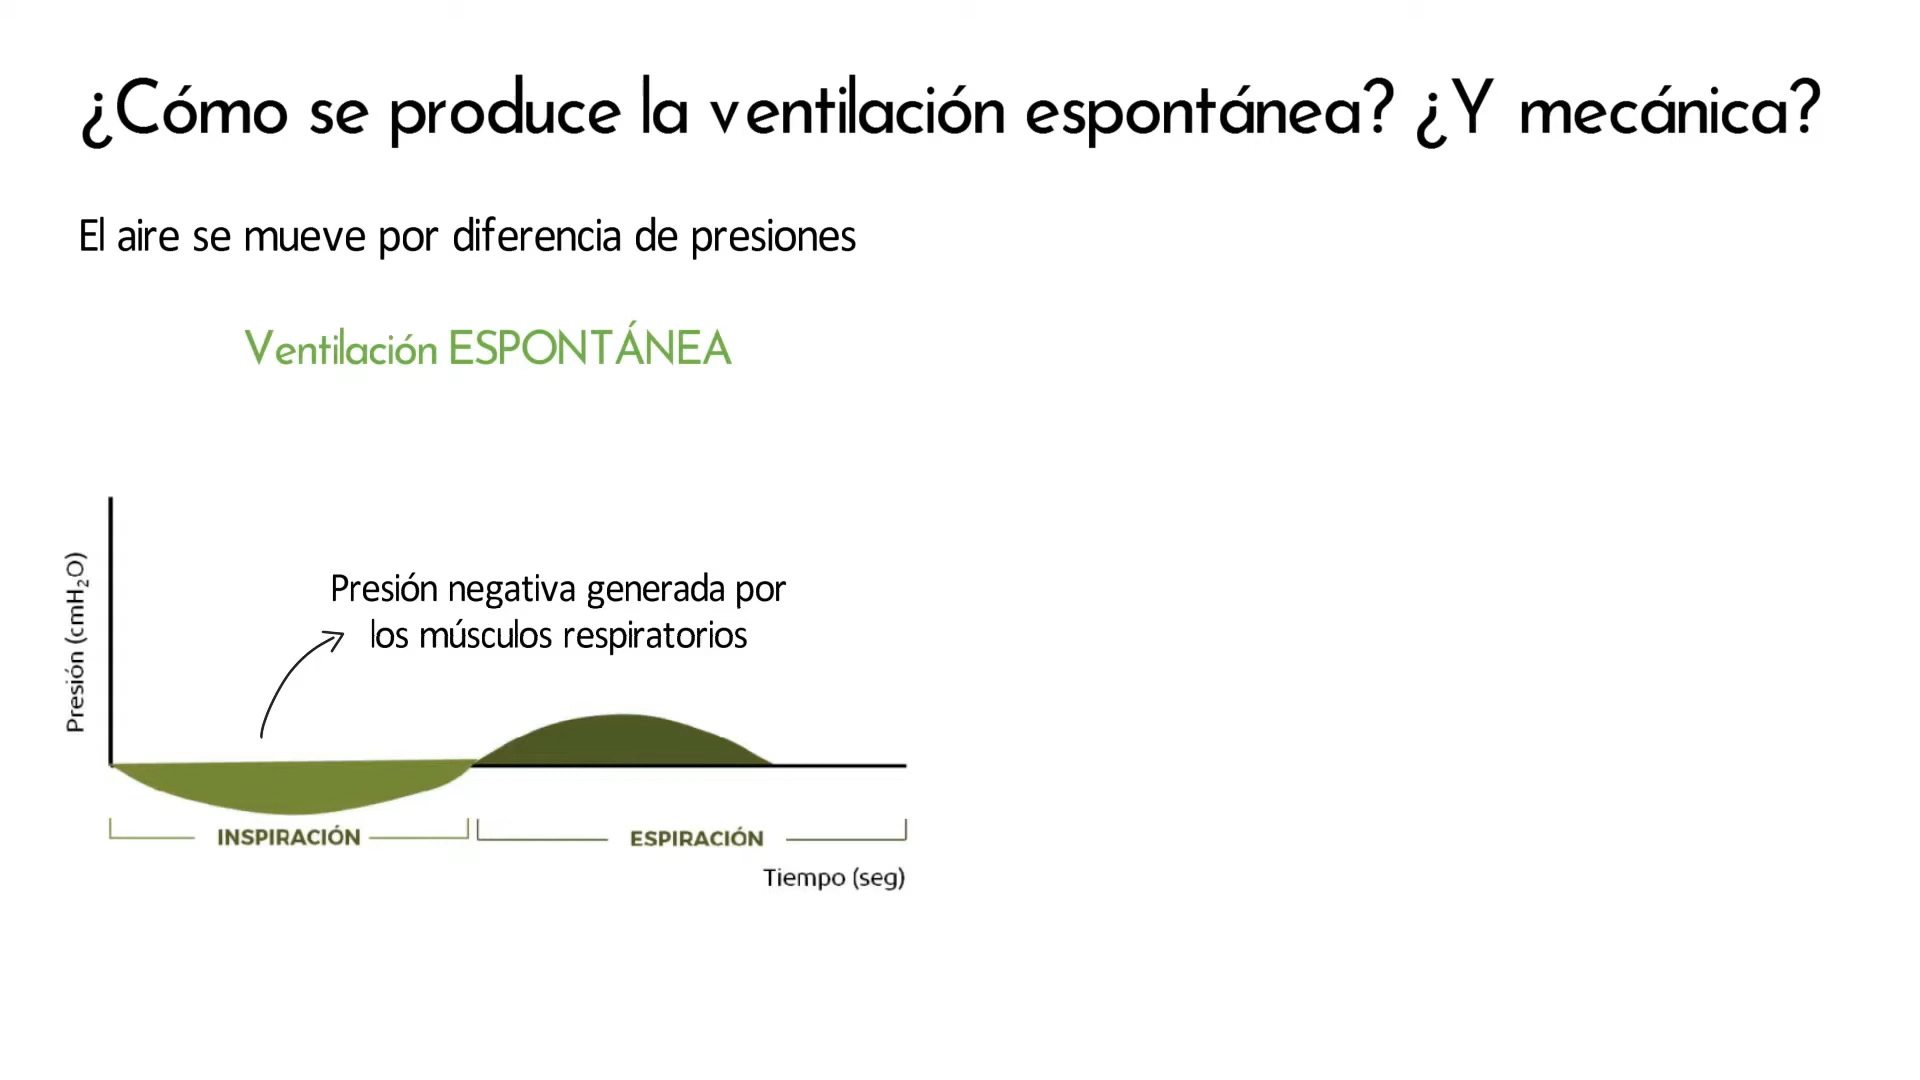 ¿Cómo se produce la ventilación espontánea? ¿Y mecánica?
El aire se mueve por diferencia de presiones
Ventilación ESPONTÁNEA
Presión (cmH₂O)
Presión negativa generada por
los músculos respiratorios
INSPIRACIÓN
ESPIRACIÓN
Tiempo (seg)